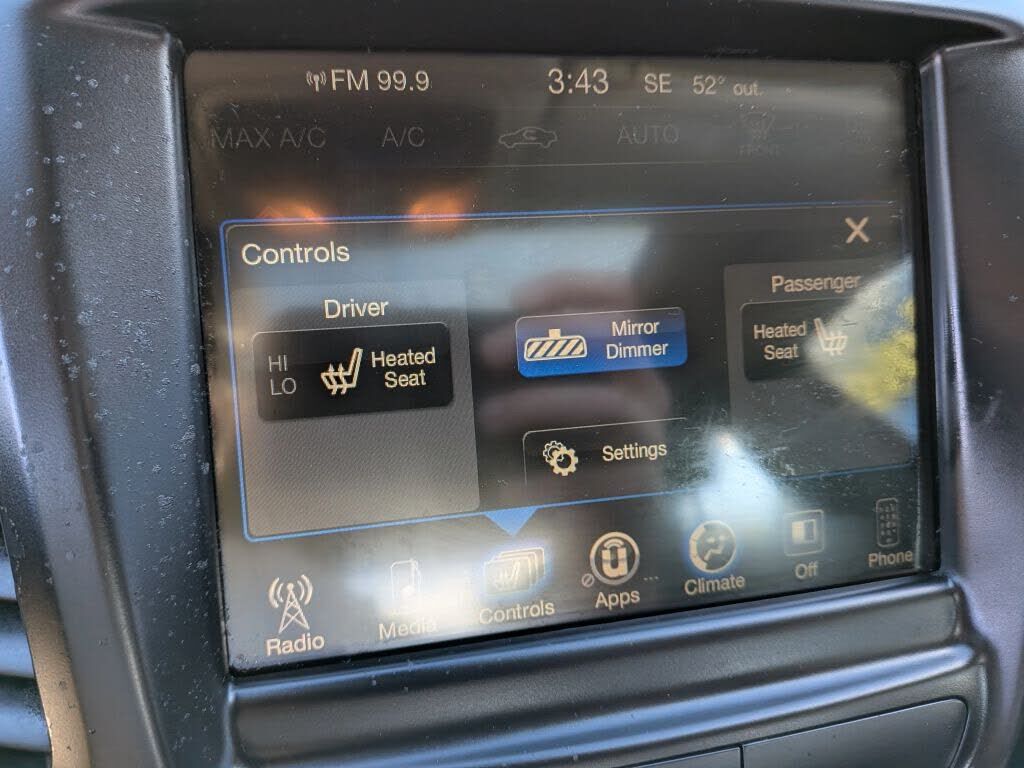 FM 99.9 3:43 SE 52° out.
MAX A/C A/C AUTO FRONT
Controls X
Driver
HI
LO
Heated
Seat
Mirror
Dimmer
Passenger
Heated
Seat
Settings
Radio Media Controls Apps ... Climate Off Phone